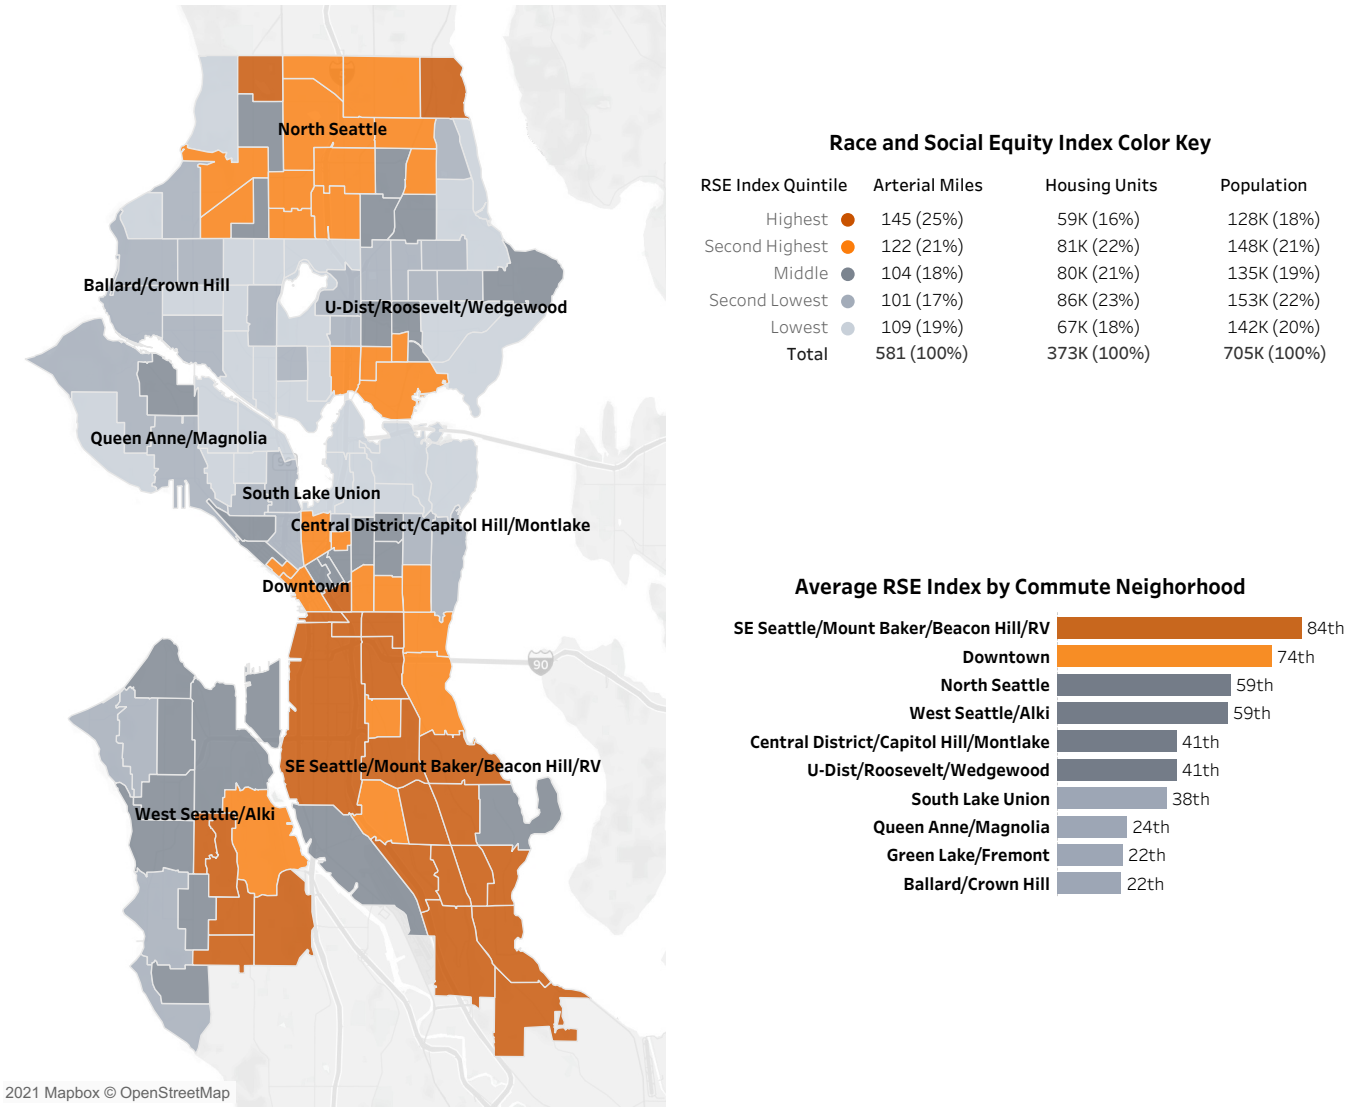 North Seattle
Ballard/Crown Hill
U-Dist/Roosevelt/Wedgewood
Queen Anne/Magnolia
South Lake Union
Central District/Capitol Hill/Montlake
Downtown
90
SE Seattle/Mount Baker/Beacon Hill/RV
West Seattle/Alki
2021 Mapbox © OpenStreetMap
Race and Social Equity Index Color Key
RSE Index Quintile Arterial Miles Housing Units Population
Highest 145 (25%) 59K (16%) 128K (18%)
Second Highest 122 (21%) 81K (22%) 148K (21%)
Middle 104 (18%) 80K (21%) 135K (19%)
Second Lowest 101 (17%) 86K (23%) 153K (22%)
Lowest 109 (19%) 67K (18%) 142K (20%)
Total 581 (100%) 373K (100%) 705K (100%)
Average RSE Index by Commute Neighorhood
SE Seattle/Mount Baker/Beacon Hill/RV 84th
Downtown 74th
North Seattle 59th
West Seattle/Alki 59th
Central District/Capitol Hill/Montlake 41th
U-Dist/Roosevelt/Wedgewood 41th
South Lake Union 38th
Queen Anne/Magnolia 24th
Green Lake/Fremont 22th
Ballard/Crown Hill 22th